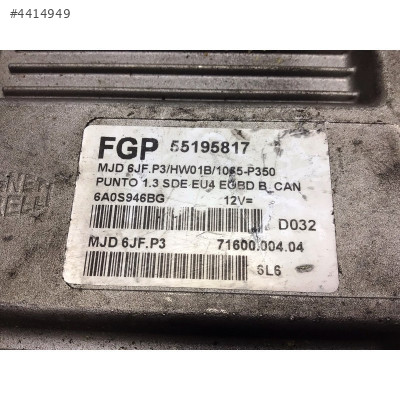 #4414949
FGP 55195817
MJD 6JF.P3/HW01B/1065-P350
PUNTO 1.3 SDE-EU4 EOBD B_CAN
6A0S946BG 12V=
D032
MJD 6JF.P3 71600.004.04
SL6